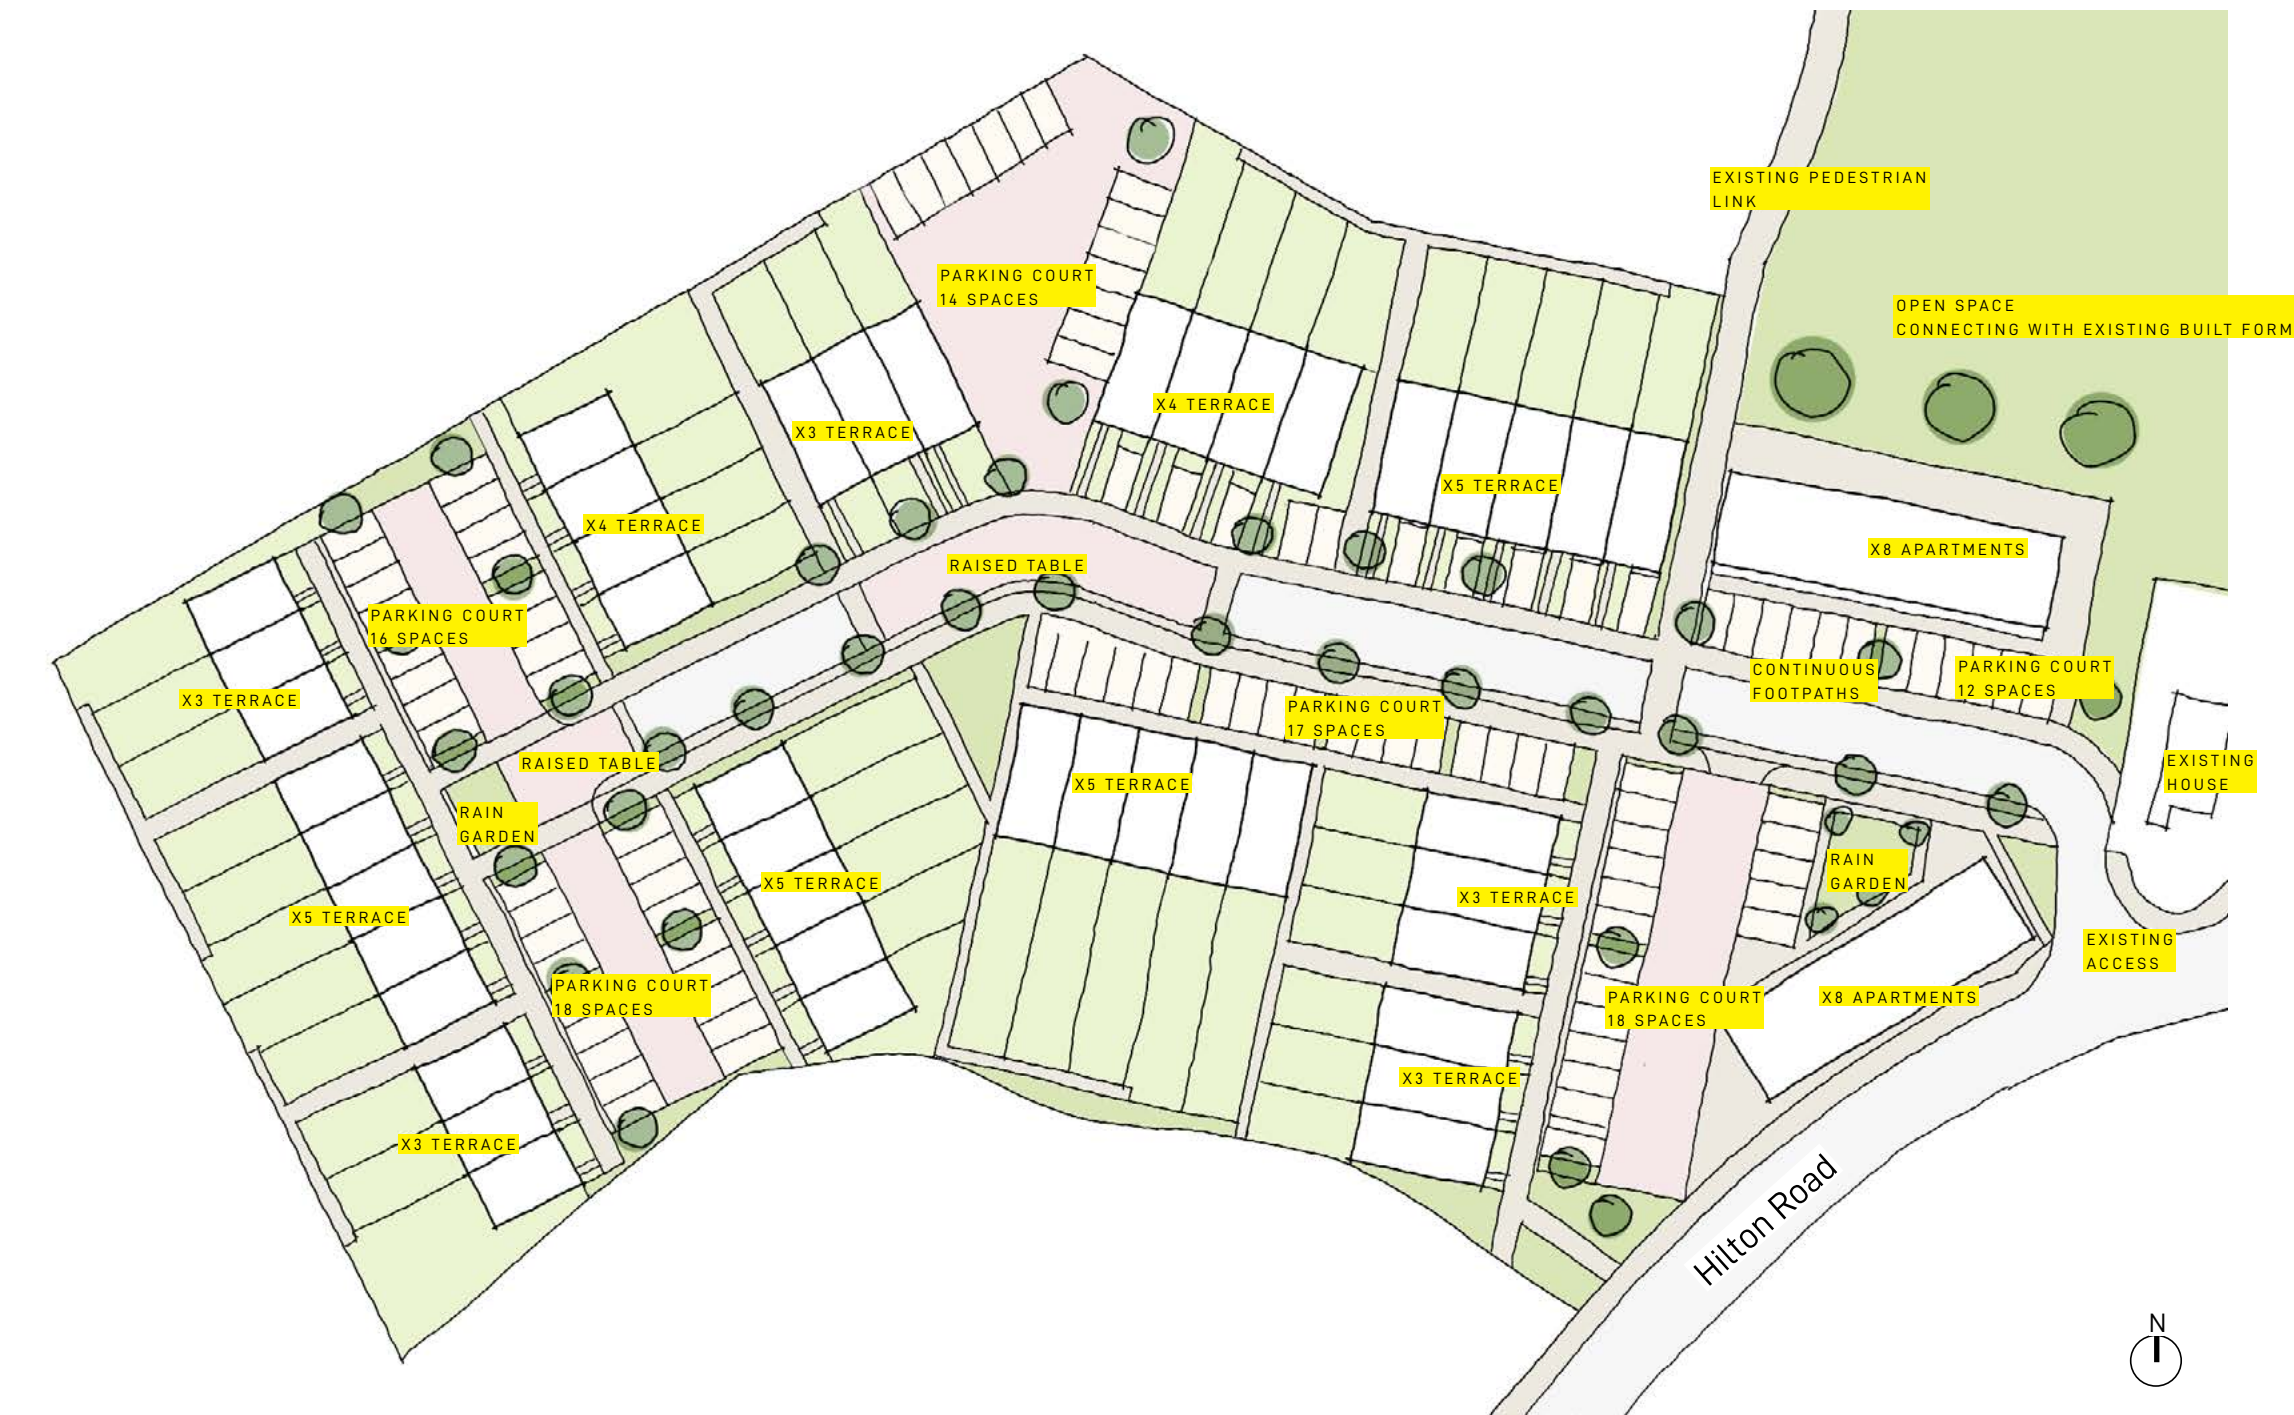 EXISTING PEDESTRIAN
LINK
OPEN SPACE
CONNECTING WITH EXISTING BUILT FORM
PARKING COURT
14 SPACES
X4 TERRACE
X3 TERRACE
X5 TERRACE
X4 TERRACE
X8 APARTMENTS
RAISED TABLE
PARKING COURT
16 SPACES
CONTINUOUS
FOOTPATHS
PARKING COURT
12 SPACES
X3 TERRACE
PARKING COURT
17 SPACES
RAISED TABLE
EXISTING
HOUSE
X5 TERRACE
RAIN
GARDEN
RAIN
GARDEN
X5 TERRACE
X3 TERRACE
X5 TERRACE
EXISTING
ACCESS
PARKING COURT
18 SPACES
PARKING COURT
18 SPACES
X8 APARTMENTS
X3 TERRACE
X3 TERRACE
Hilton Road
N